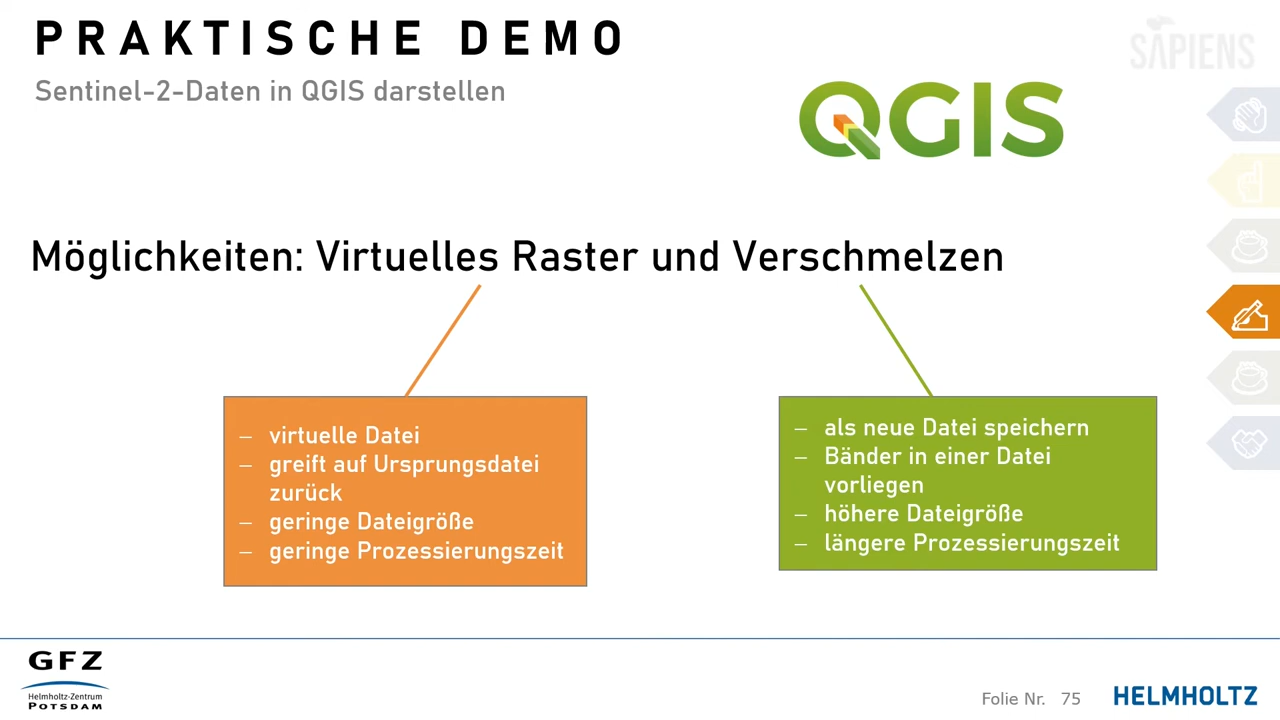 PRAKTISCHE DEMO
Sentinel-2-Daten in QGIS darstellen
SAPIENS
QGIS
Möglichkeiten: Virtuelles Raster und Verschmelzen
– virtuelle Datei
– greift auf Ursprungsdatei
zurück
– geringe Dateigröße
– geringe Prozessierungszeit
– als neue Datei speichern
– Bänder in einer Datei
vorliegen
– höhere Dateigröße
– längere Prozessierungszeit
GFZ
Helmholtz-Zentrum
POTSDAM
Folie Nr. 75
HELMHOLTZ